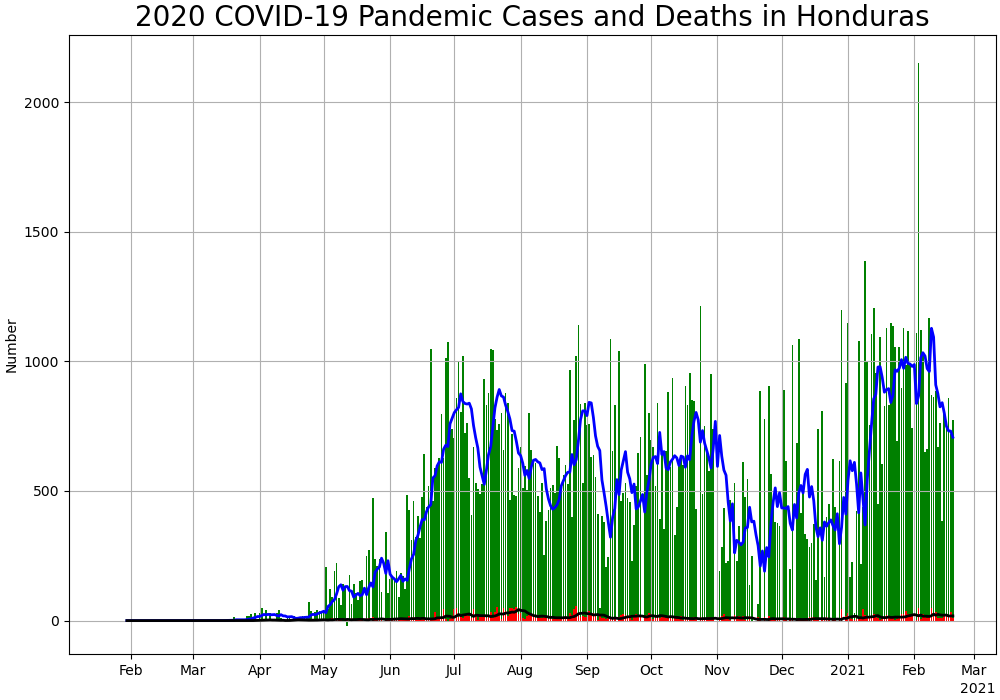 2020 COVID-19 Pandemic Cases and Deaths in Honduras
Number
2000
1500
1000
500
0
Feb Mar Apr May Jun Jul Aug Sep Oct Nov Dec 2021 Feb Mar
2021